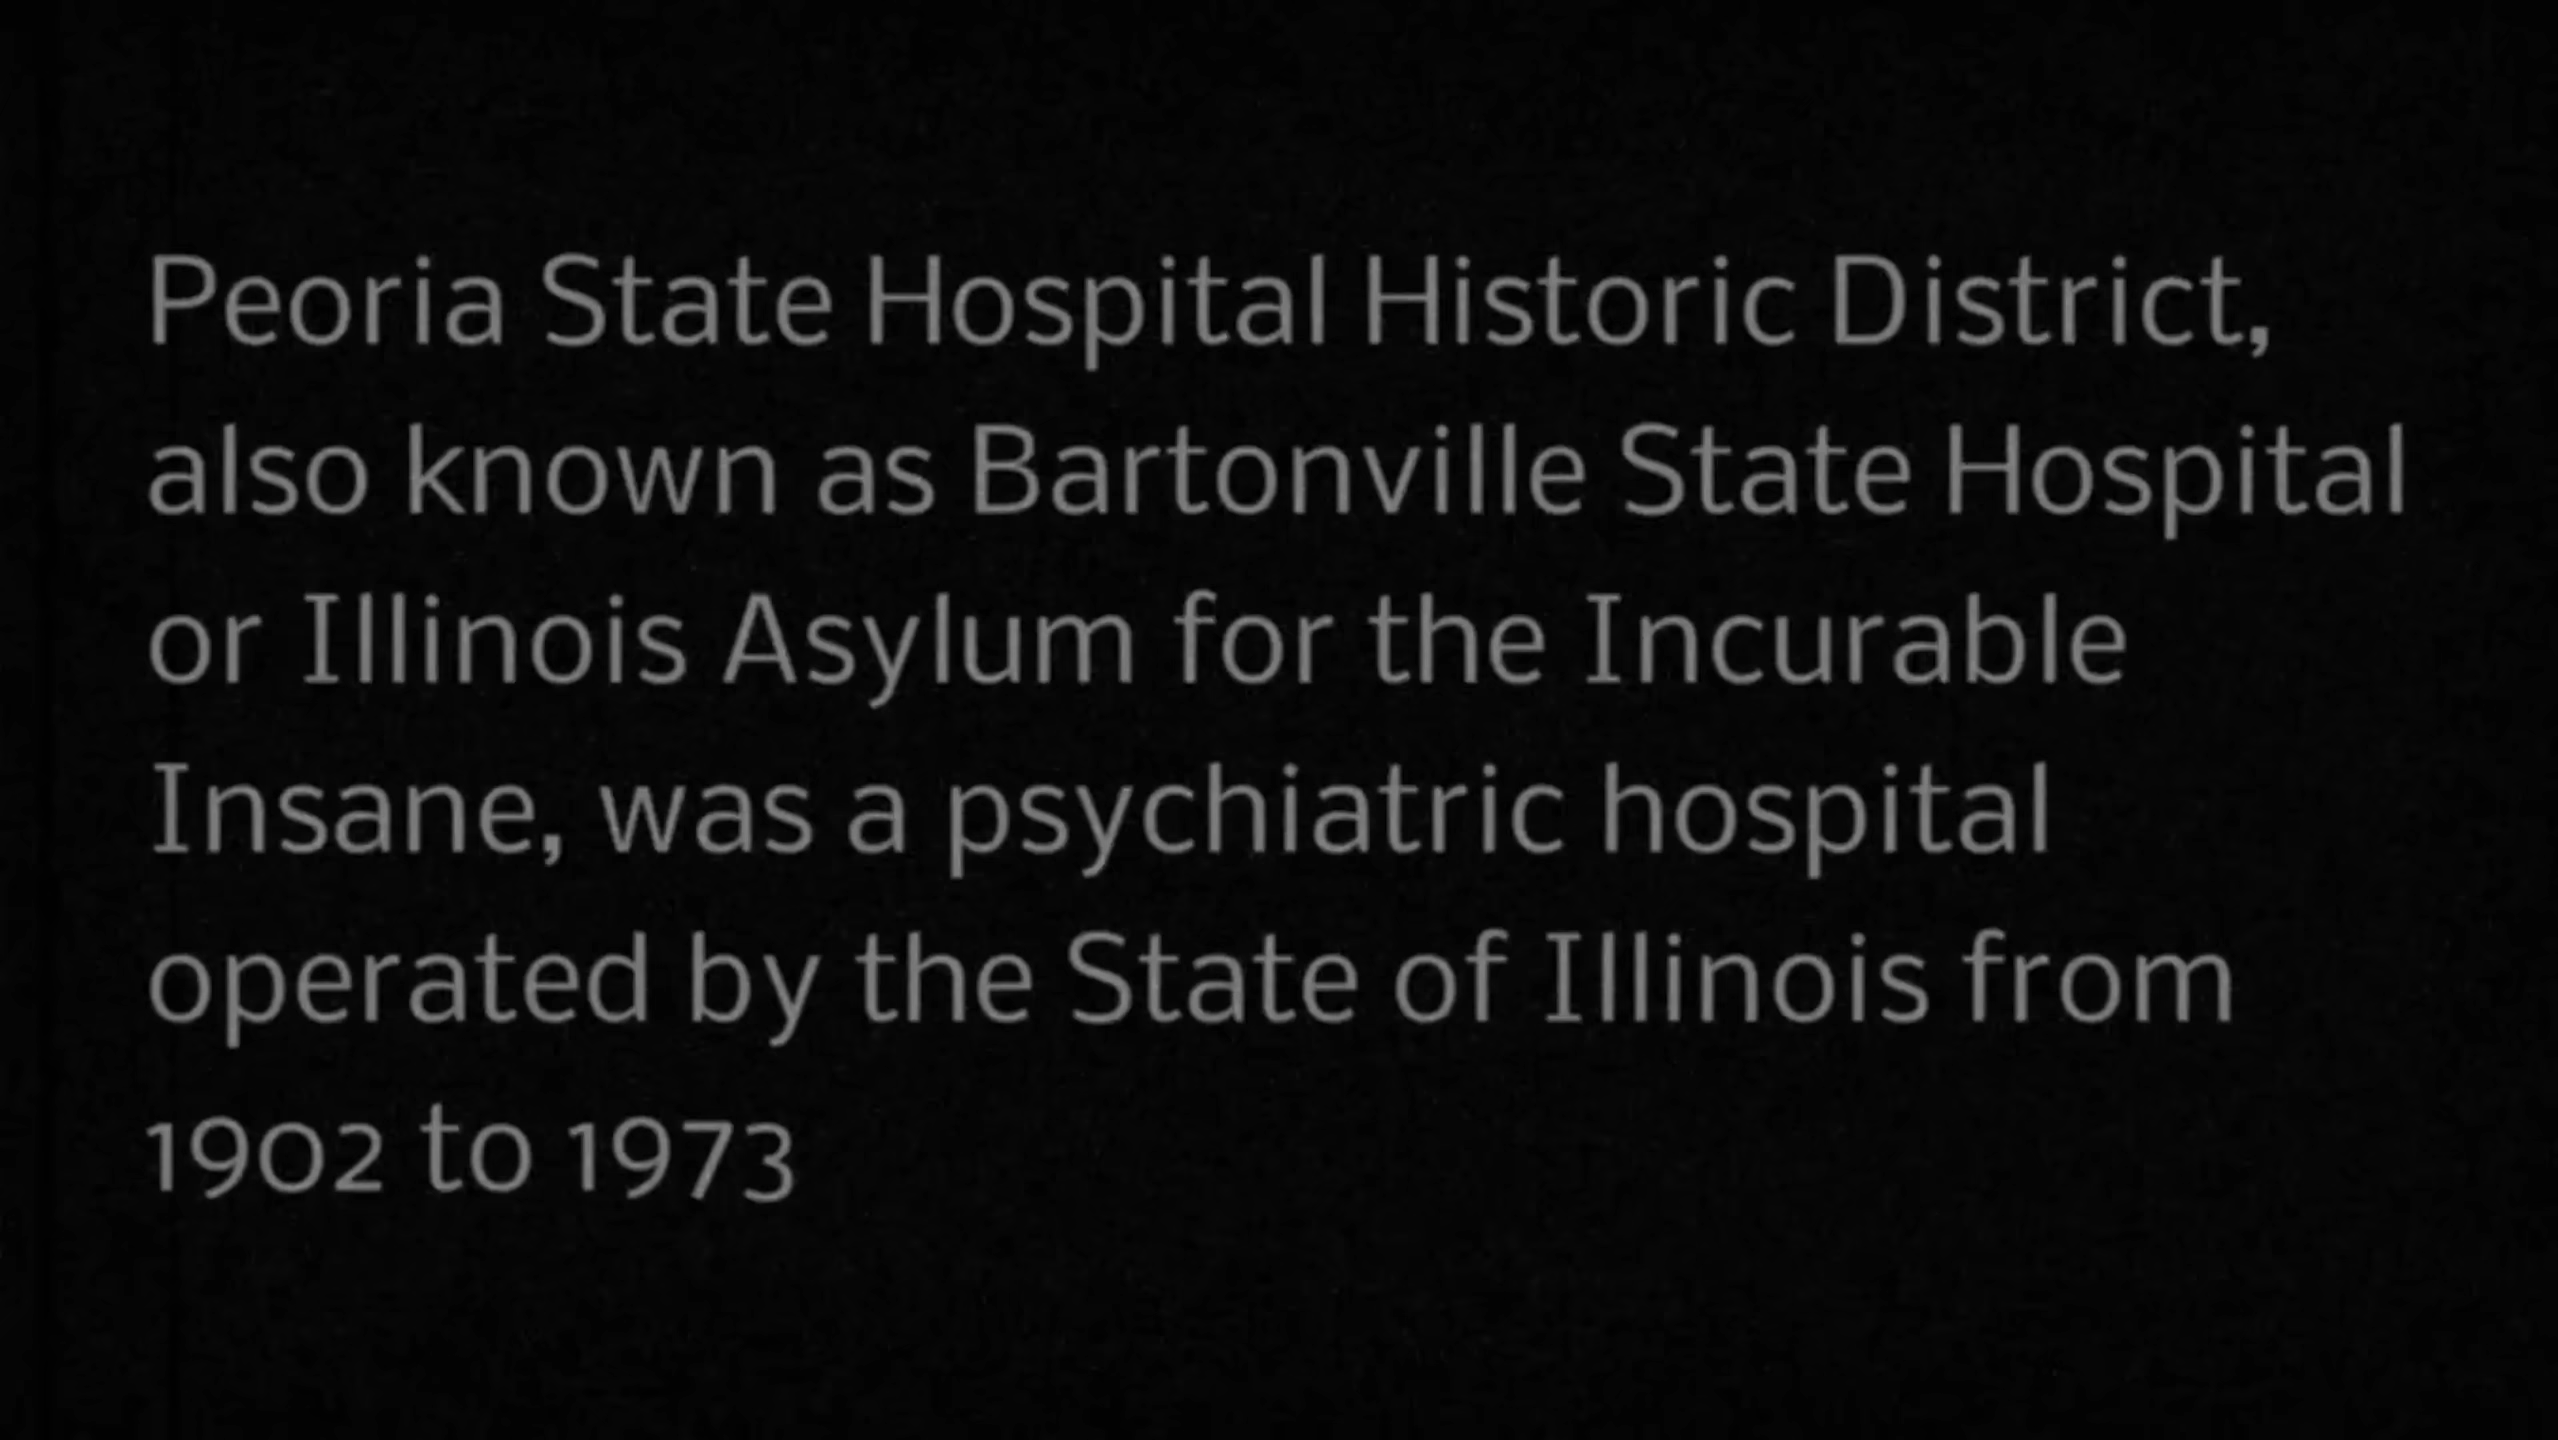 Peoria State Hospital Historic District,
also known as Bartonville State Hospital
or Illinois Asylum for the Incurable
Insane, was a psychiatric hospital
operated by the State of Illinois from
1902 to 1973